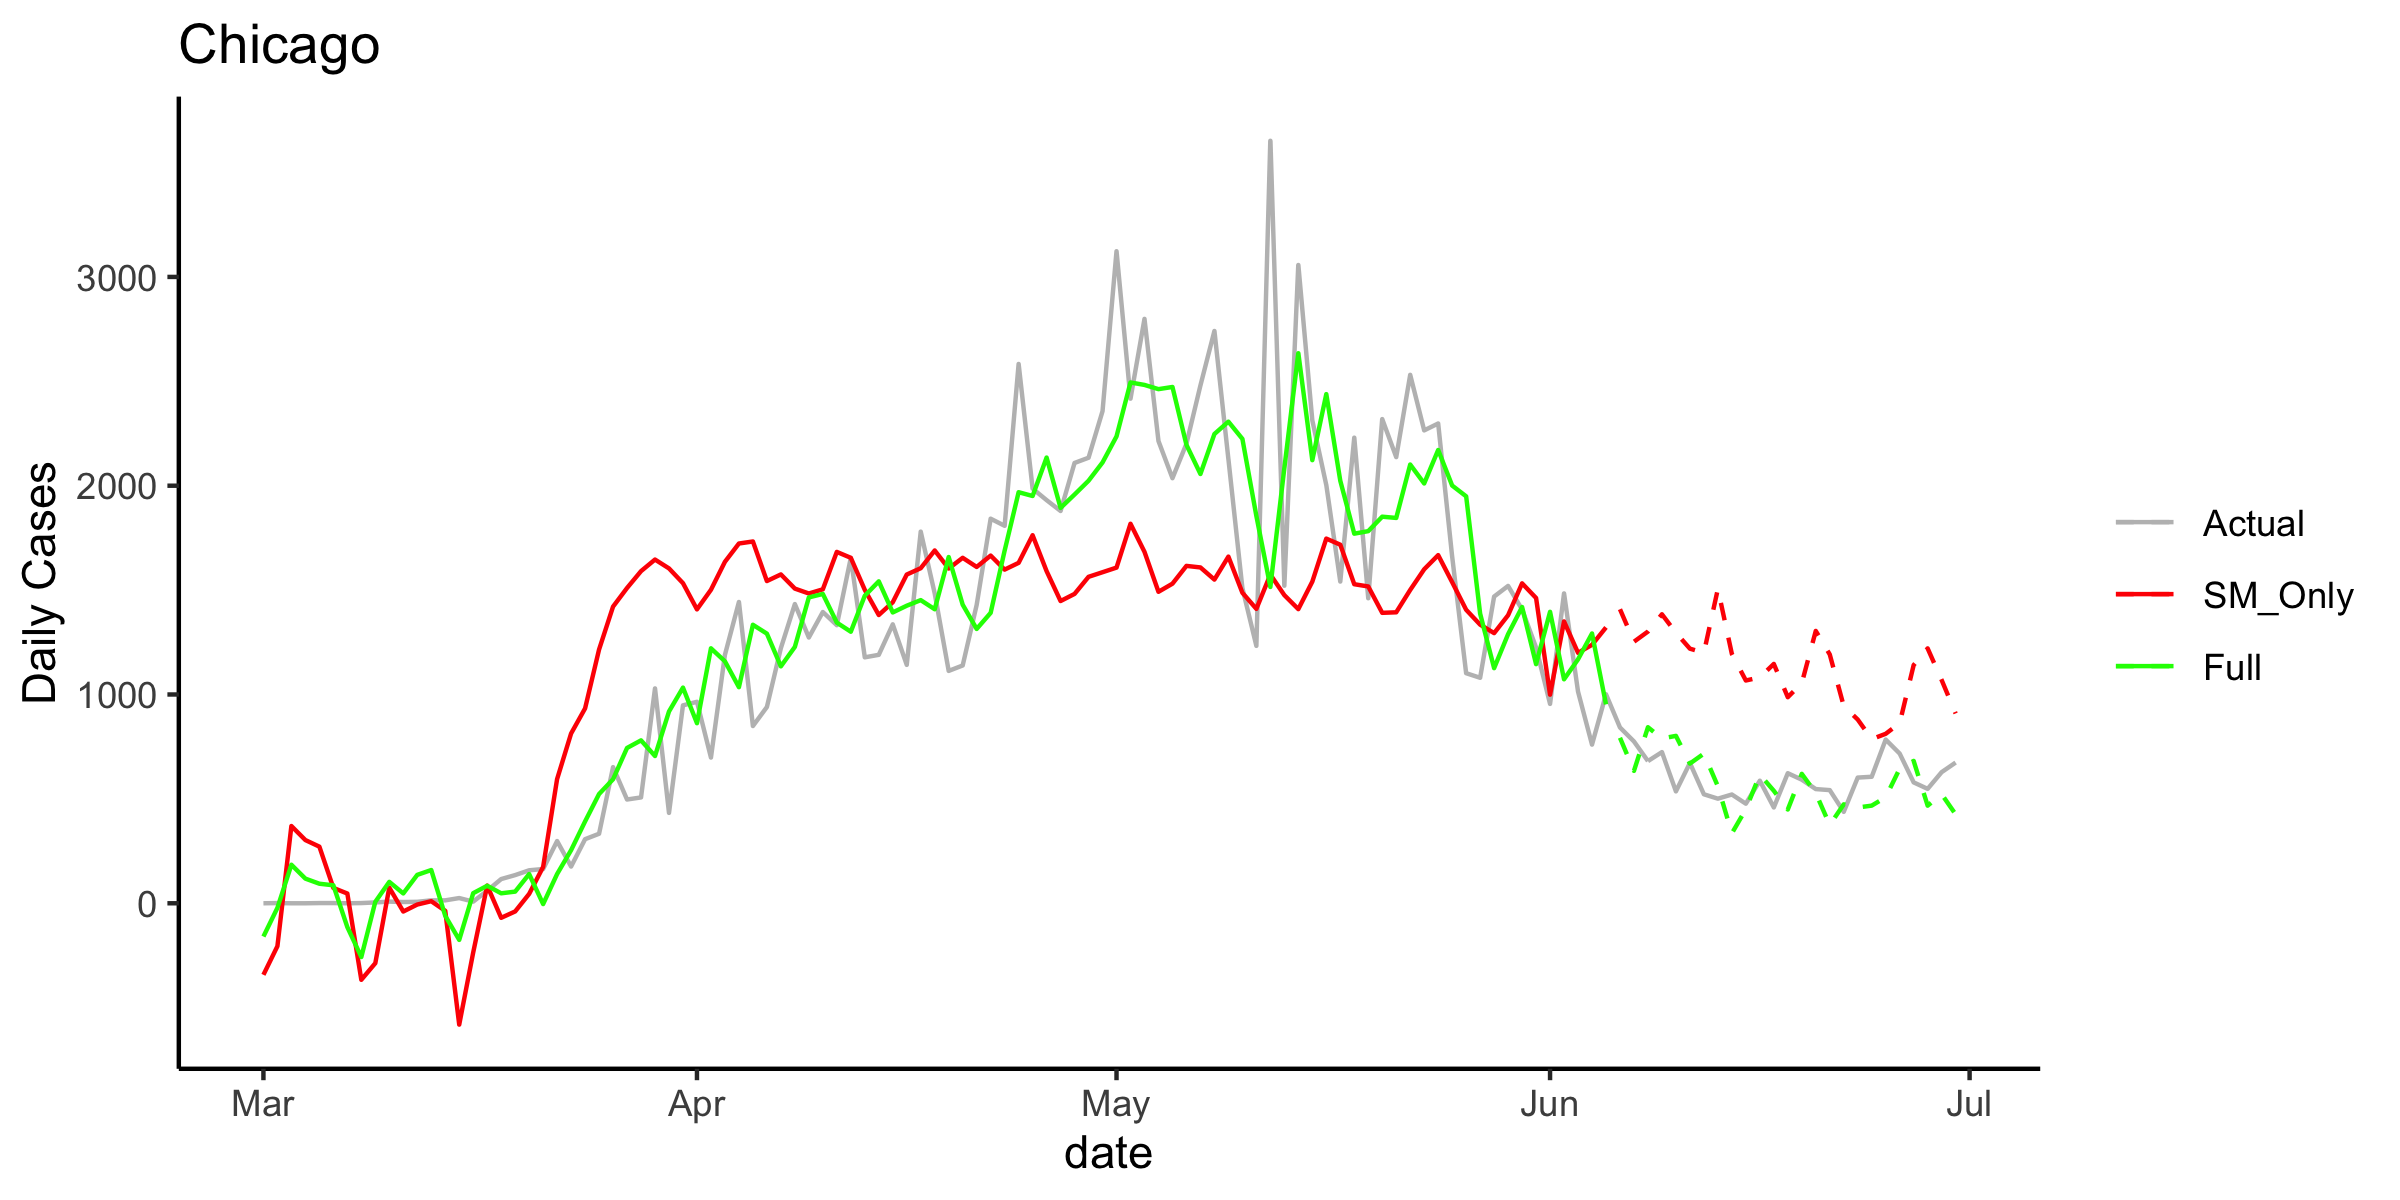 Chicago
Daily Cases
3000
2000
1000
0
Mar
Apr
May
Jun
Jul
date
Actual
SM_Only
Full